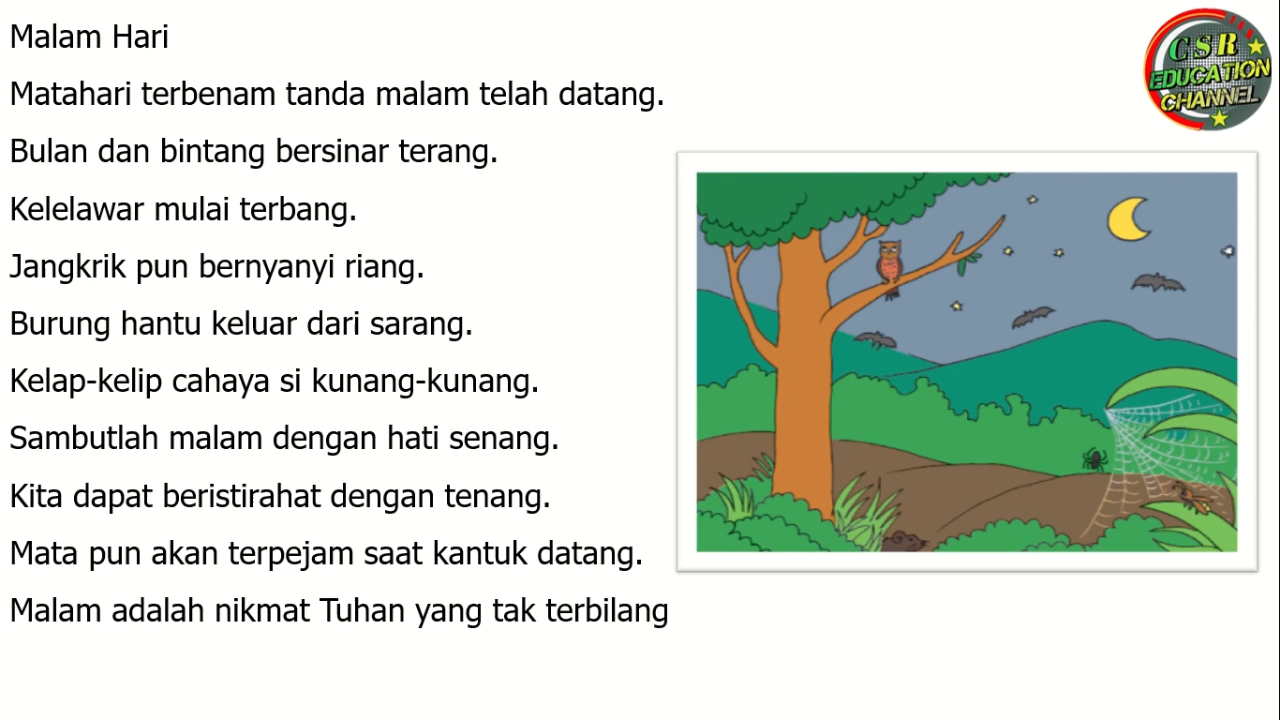 Malam Hari
Matahari terbenam tanda malam telah datang.
Bulan dan bintang bersinar terang.
Kelelawar mulai terbang.
Jangkrik pun bernyanyi riang.
Burung hantu keluar dari sarang.
Kelap-kelip cahaya si kunang-kunang.
Sambutlah malam dengan hati senang.
Kita dapat beristirahat dengan tenang.
Mata pun akan terpejam saat kantuk datang.
Malam adalah nikmat Tuhan yang tak terbilang
CSR
EDUCATION
CHANNEL